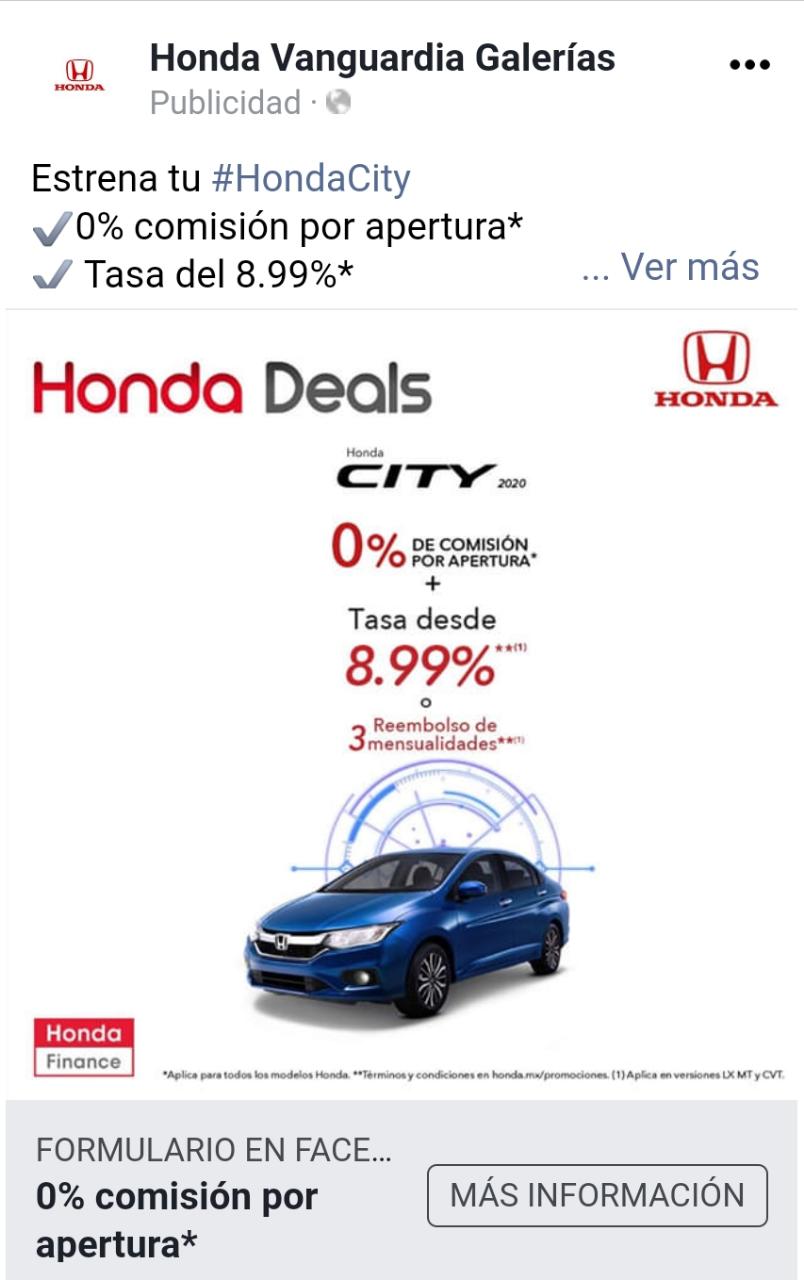 HONDA
Honda Vanguardia Galerías
Publicidad ·
Estrena tu #HondaCity
0% comisión por apertura*
Tasa del 8.99%*
... Ver más
Honda Deals
HONDA
Honda
CITY 2020
0% DE COMISIÓN
POR APERTURA*
+
Tasa desde
8.99%**(1)
o
3 Reembolso de
mensualidades**(1)
Honda
Finance
*Aplica para todos los modelos Honda. **Términos y condiciones en honda.mx/promociones. (1) Aplica en versiones LX MT y CVT.
FORMULARIO EN FACE...
0% comisión por
apertura*
MÁS INFORMACIÓN